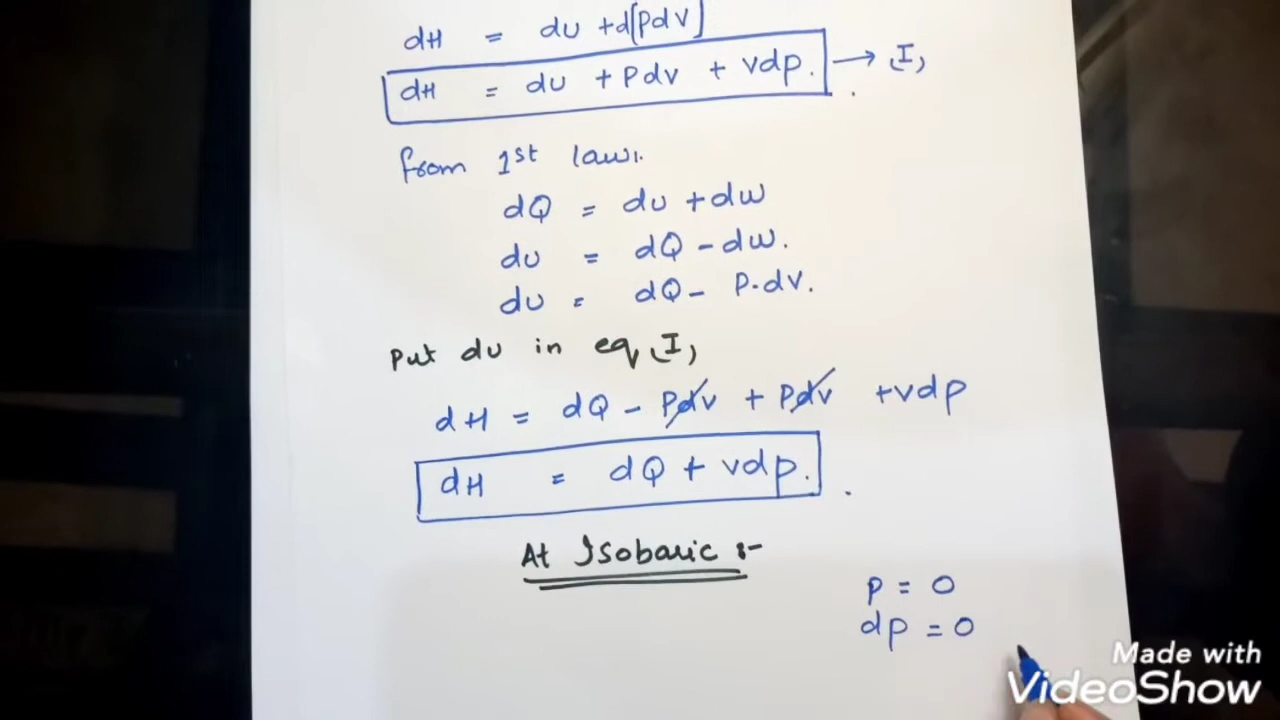 dH = du + d[Pdv]
dH = du + Pdv + vdp. → I,
from 1st law:
dQ = du + dw
du = dQ - dw.
du = dQ - P.dv.
Put du in eq I,
dH = dQ - Pdv + Pdv + vdp
dH = dQ + vdp.
At Isobaric :-
P = 0
dp = 0
Made with
VideoShow